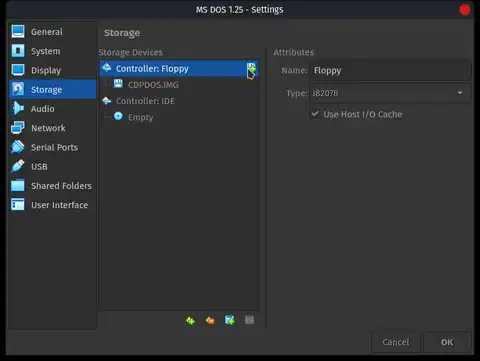 MS DOS 1.25 - Settings
General
System
Display
Storage
Audio
Network
Serial Ports
USB
Shared Folders
User Interface
Storage
Storage Devices
Controller: Floppy
CDPDOS.IMG
Controller: IDE
Empty
Attributes
Name: Floppy
Type: I82078
Use Host I/O Cache
Cancel
OK